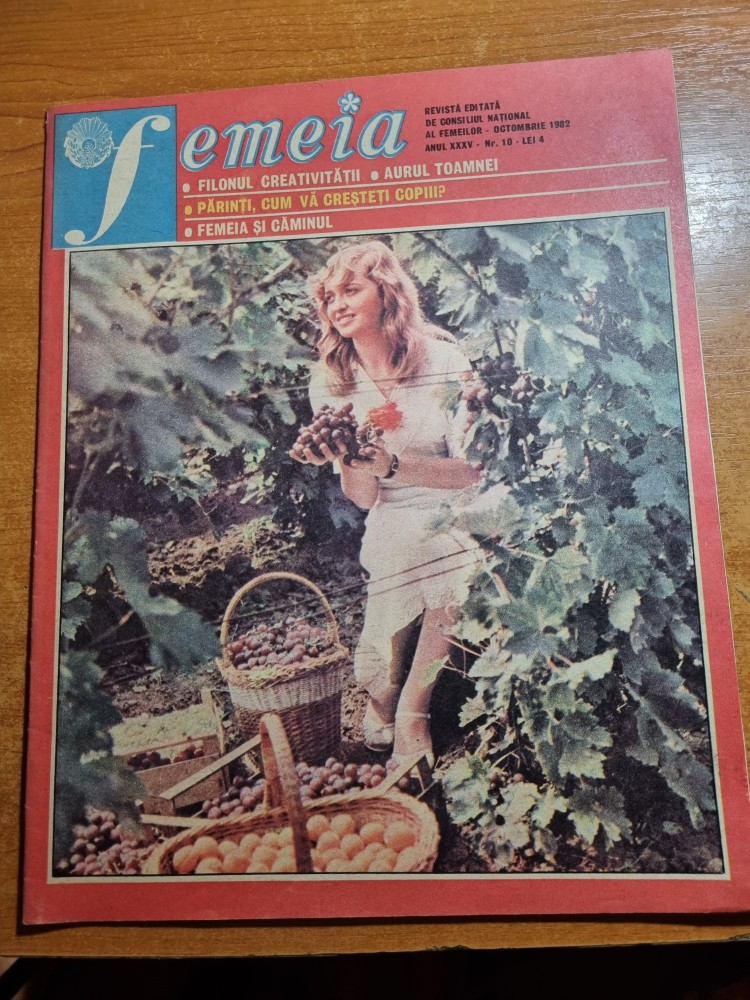 femeia
REVISTĂ EDITATĂ
DE CONSILIUL NAȚIONAL
AL FEMEILOR - OCTOMBRIE 1982
ANUL XXXV - Nr. 10 - LEI 4
• FILONUL CREATIVITĂȚII • AURUL TOAMNEI
• PĂRINȚI, CUM VĂ CREȘTEȚI COPIII?
• FEMEIA ȘI CĂMINUL